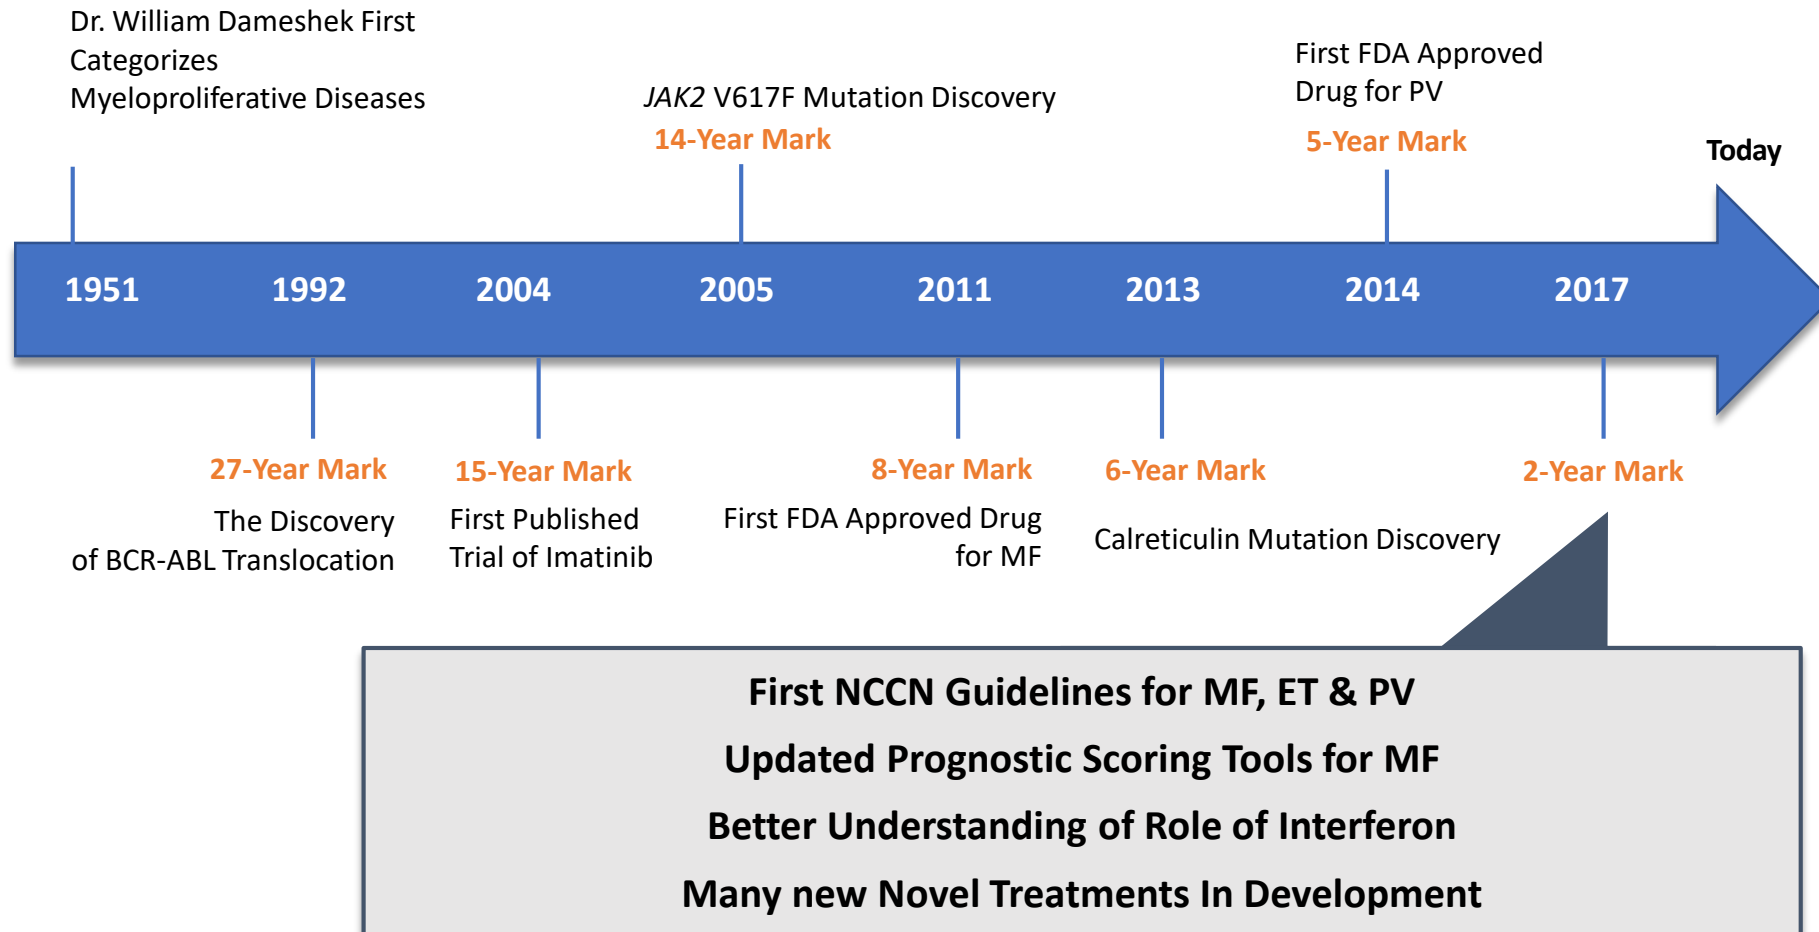 Dr. William Dameshek First
Categorizes
Myeloproliferative Diseases
JAK2 V617F Mutation Discovery
14-Year Mark
First FDA Approved
Drug for PV
5-Year Mark
Today
1951
1992
2004
2005
2011
2013
2014
2017
27-Year Mark
The Discovery
of BCR-ABL Translocation
15-Year Mark
First Published
Trial of Imatinib
8-Year Mark
First FDA Approved Drug
for MF
6-Year Mark
Calreticulin Mutation Discovery
2-Year Mark
First NCCN Guidelines for MF, ET & PV
Updated Prognostic Scoring Tools for MF
Better Understanding of Role of Interferon
Many new Novel Treatments In Development